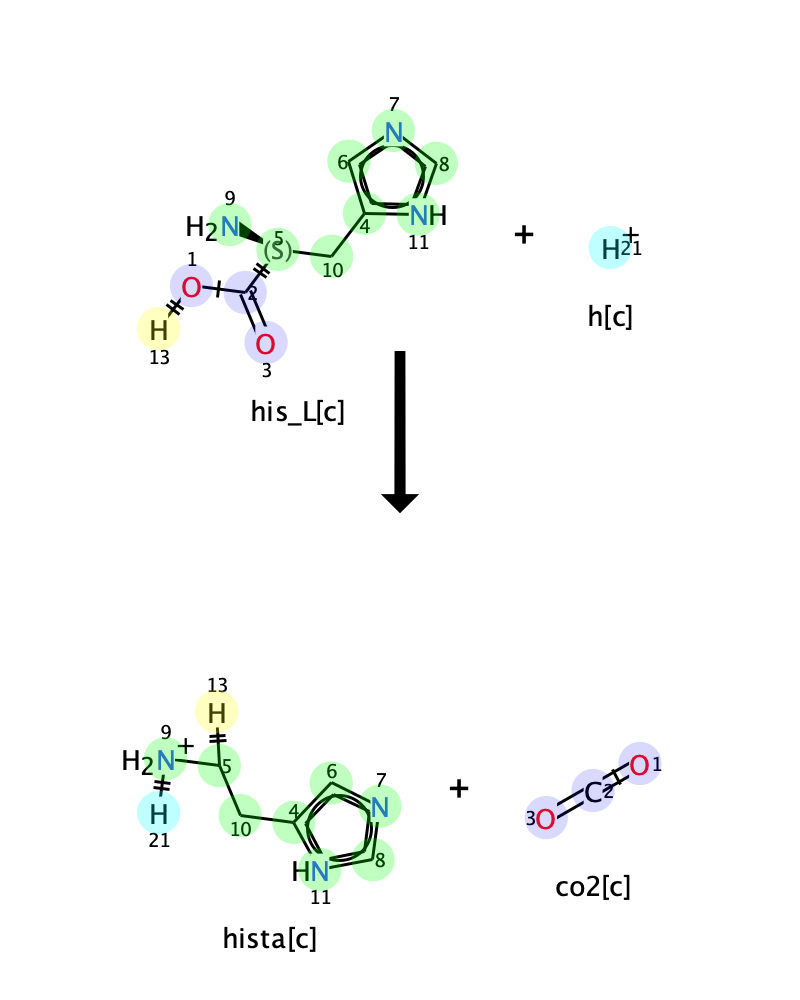 7
N
6
8
9
H2N
5
(S)
4
NH
11
+
H+
21
1
O
2
10
h[c]
H
13
O
3
his_L[c]
13
H
9
H2N+
5
6
7
N
+
O 1
C 2
H
21
10
4
3 O
8
HN
11
co2[c]
hista[c]